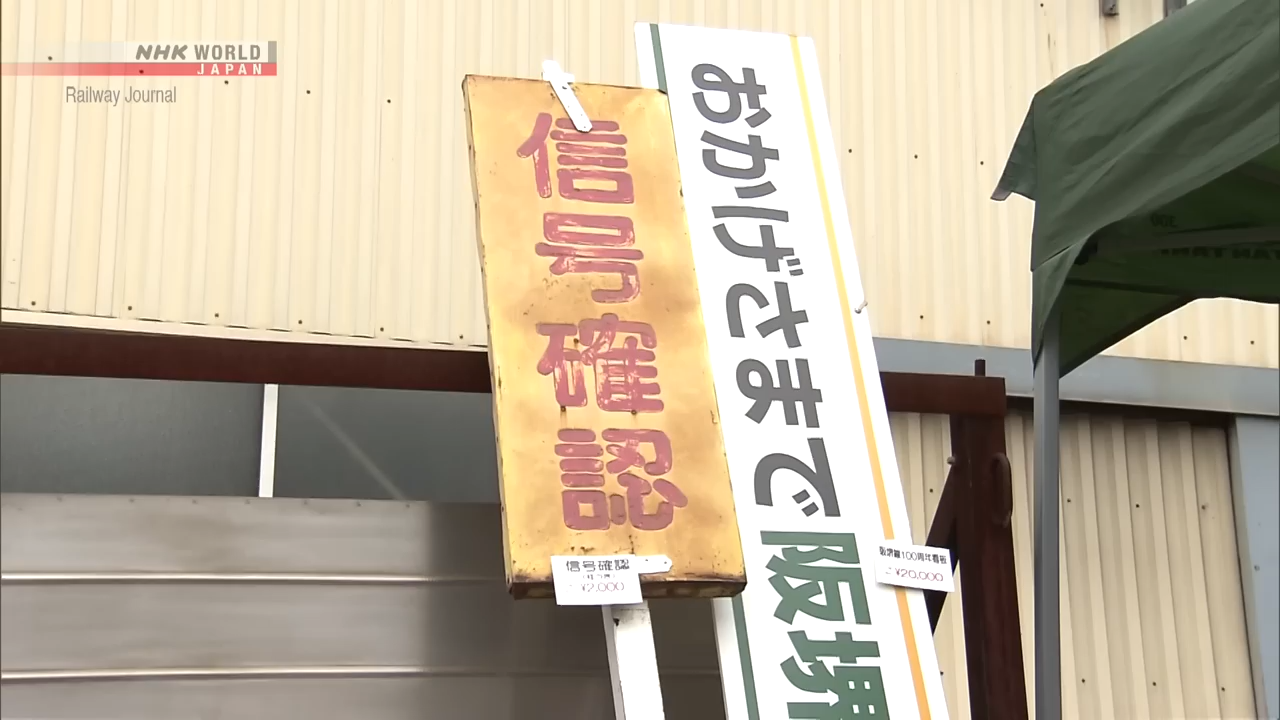 NHK WORLD
JAPAN
Railway Journal
信号確認
おかげさまで阪堺
信号確認
¥2,000
阪堺線100周年看板
¥20,000